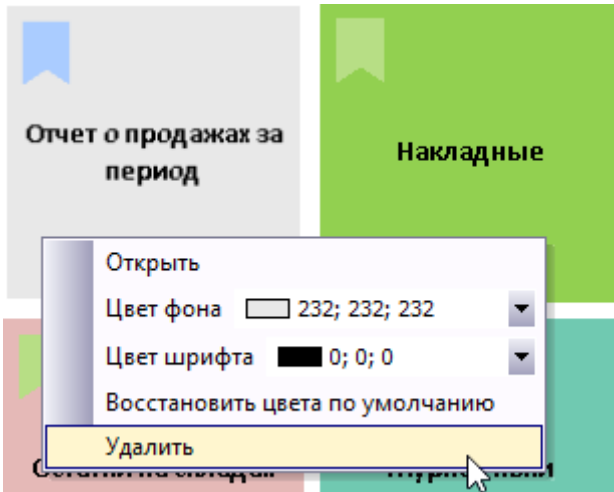 Отчет о продажах за
период
Накладные
Открыть
Цвет фона 232; 232; 232
Цвет шрифта 0; 0; 0
Восстановить цвета по умолчанию
Удалить